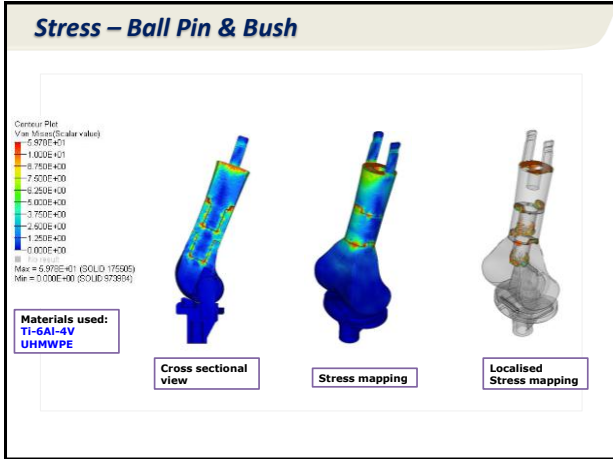 Stress – Ball Pin & Bush
Contour Plot
Von Mises(Scalar value)
5.978E+01
1.000E+01
8.750E+00
7.500E+00
6.250E+00
5.000E+00
3.750E+00
2.500E+00
1.250E+00
0.000E+00
No result
Max = 5.978E+01 (SOLID 175505)
Min = 0.000E+00 (SOLID 973984)
Materials used:
Ti-6Al-4V
UHMWPE
Cross sectional
view
Stress mapping
Localised
Stress mapping